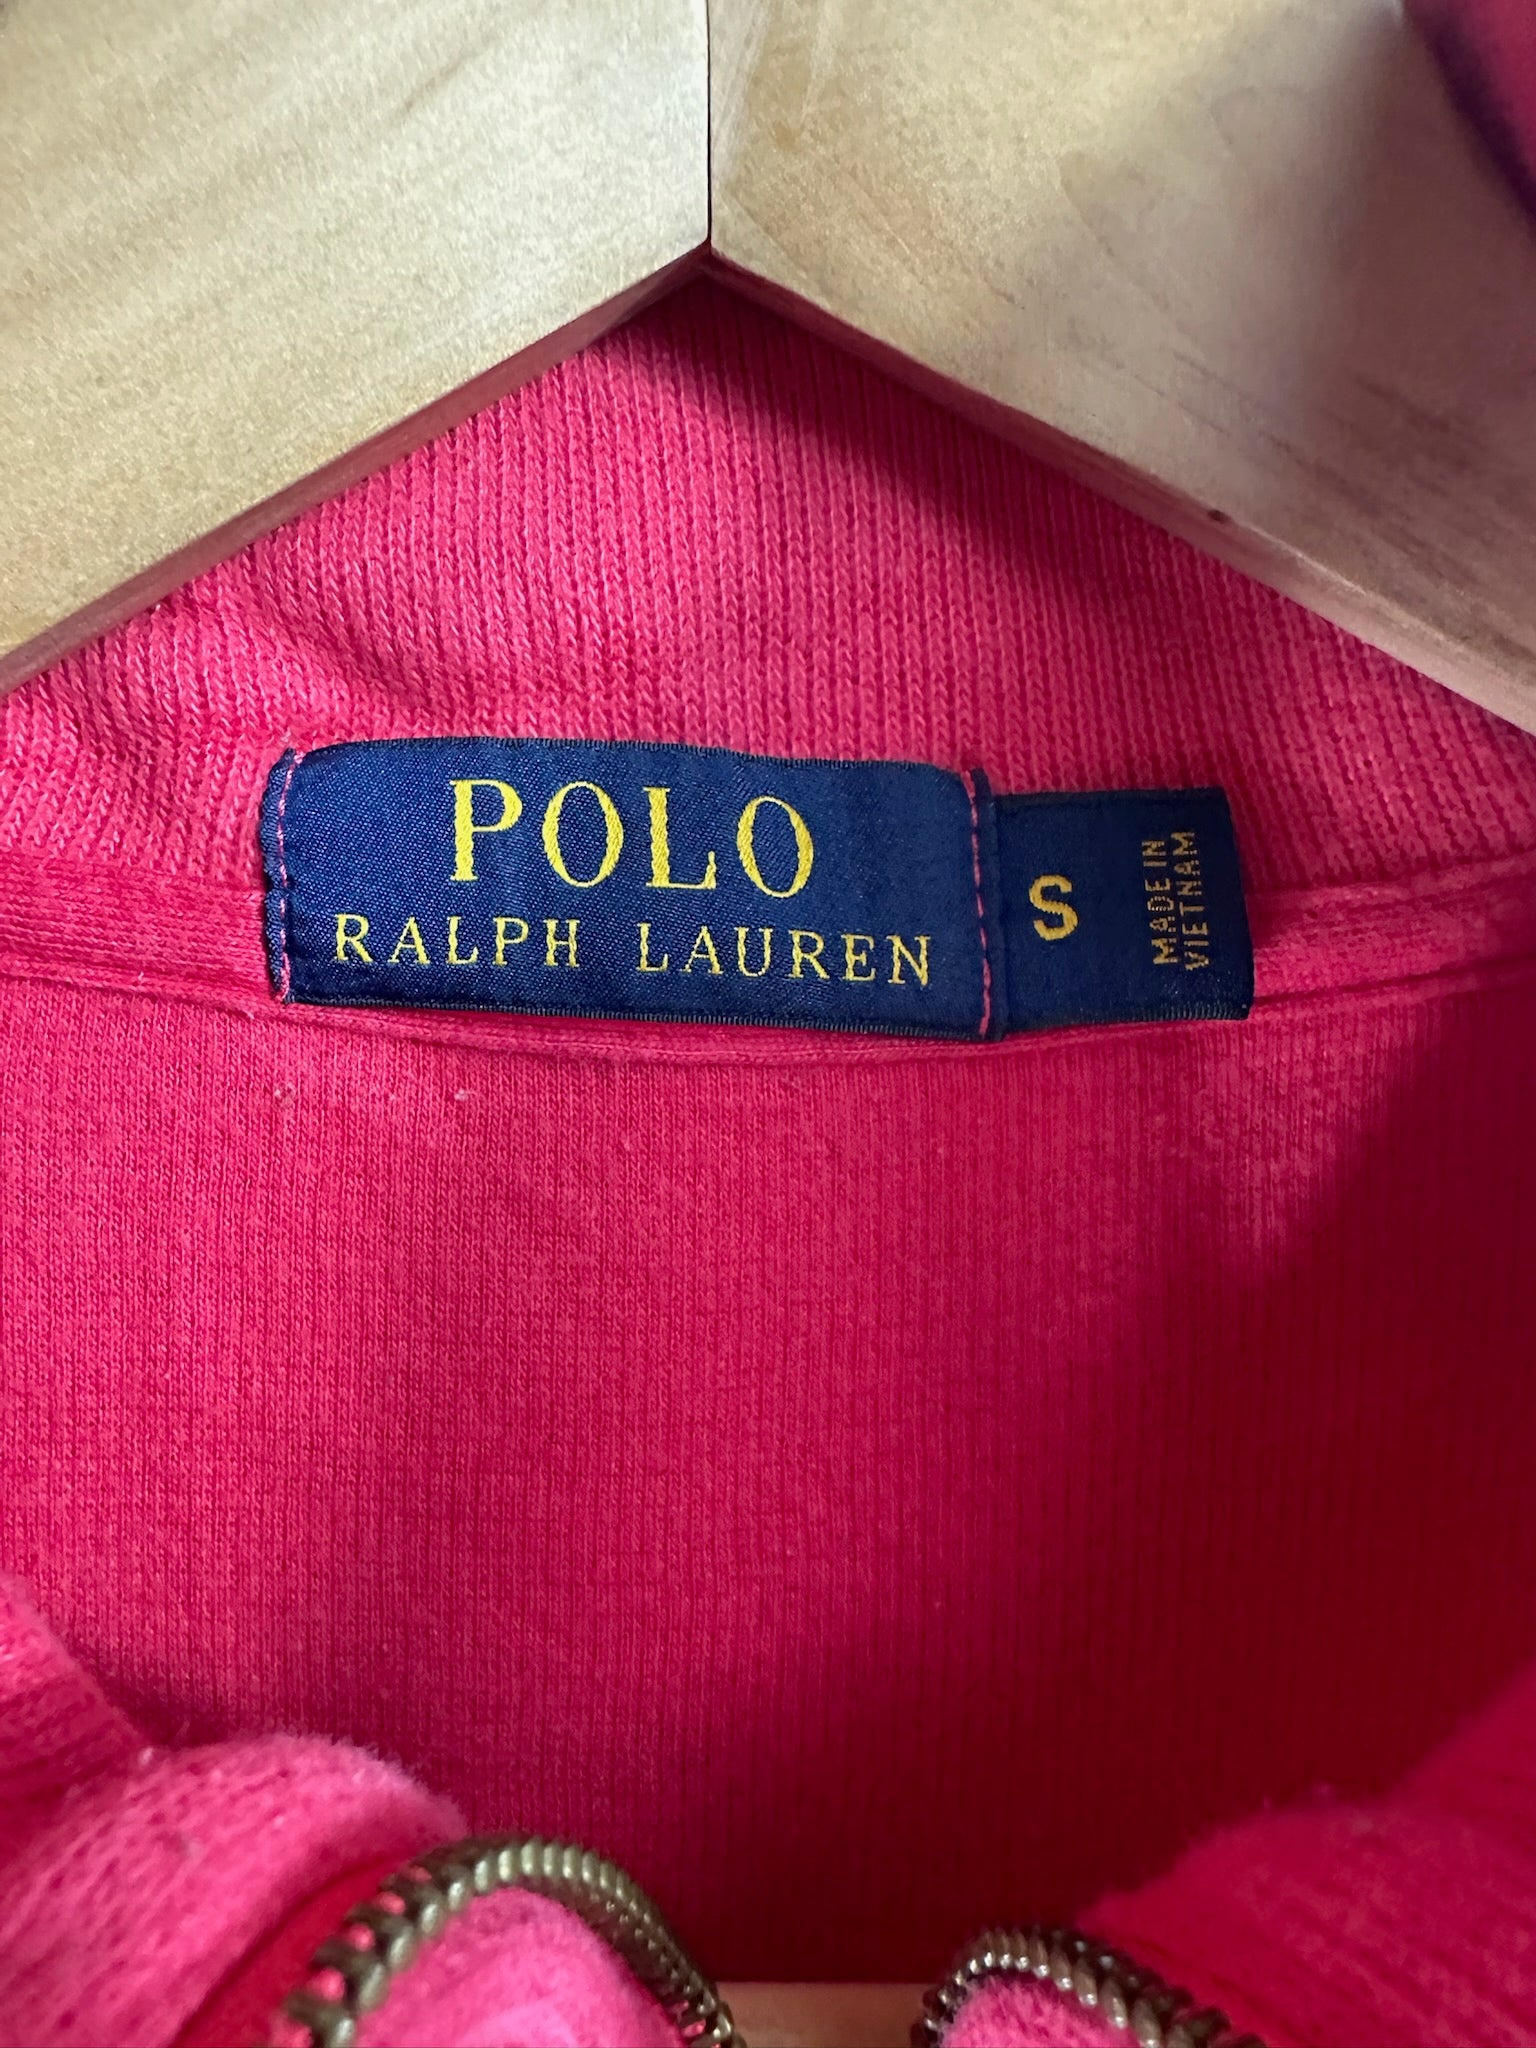 POLO
RALPH LAUREN
S
MADE IN
VIETNAM